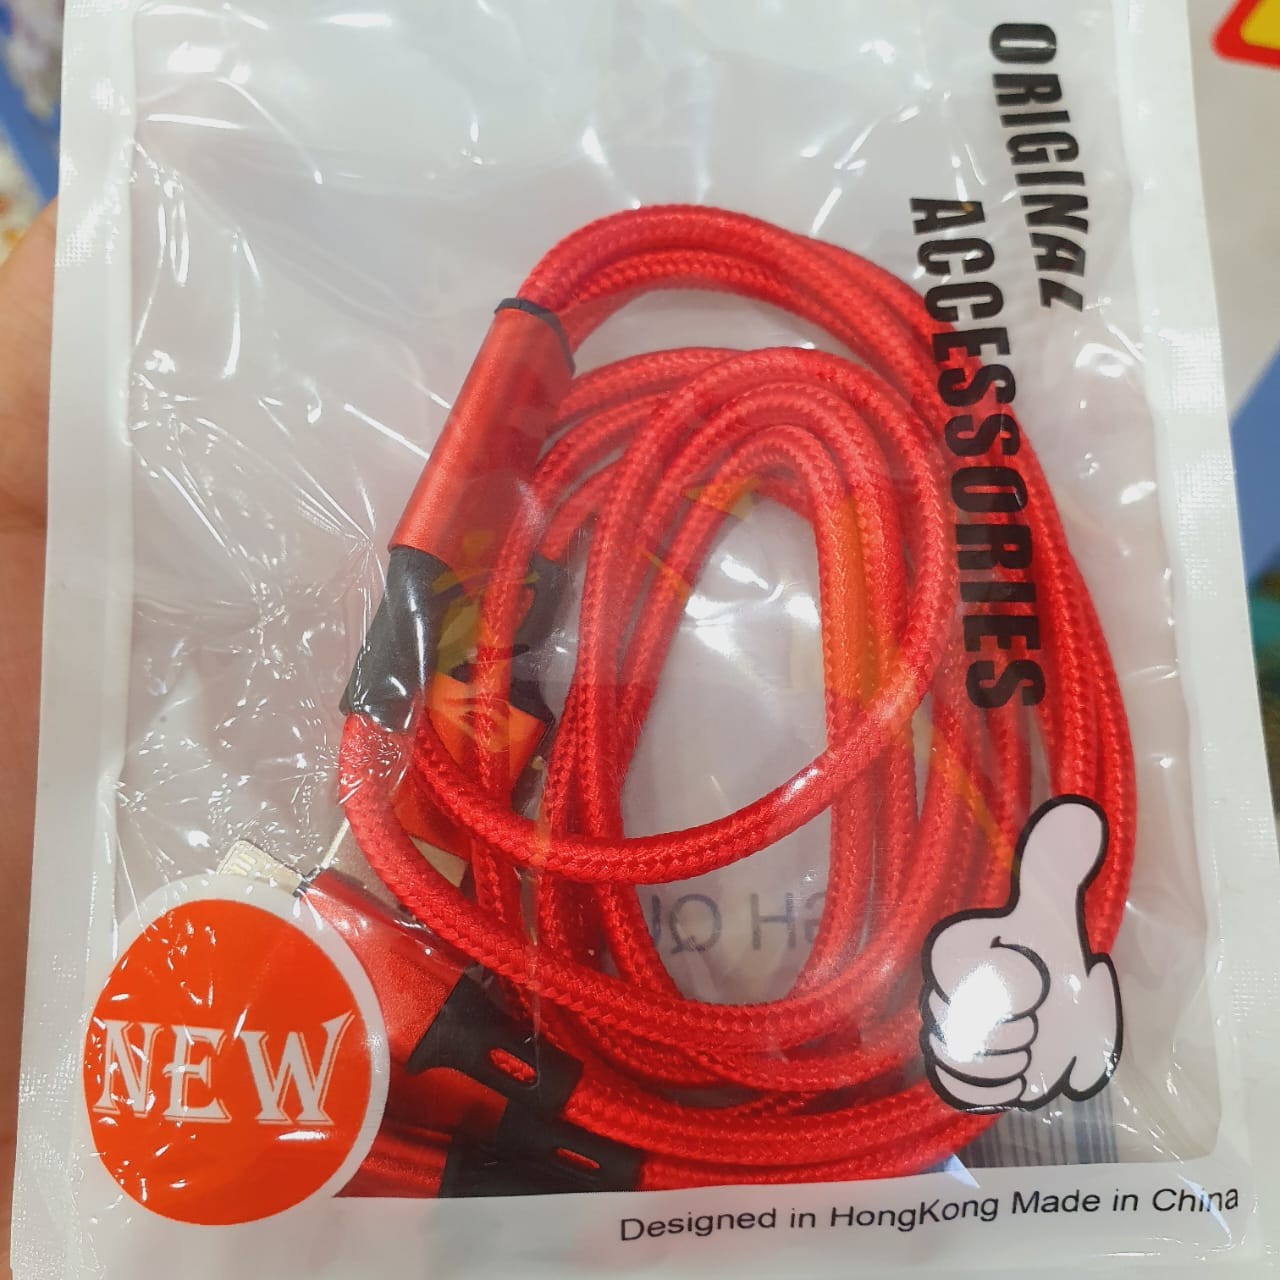 ORIGINAL
ACCESSORIES
NEW
Designed in HongKong Made in China